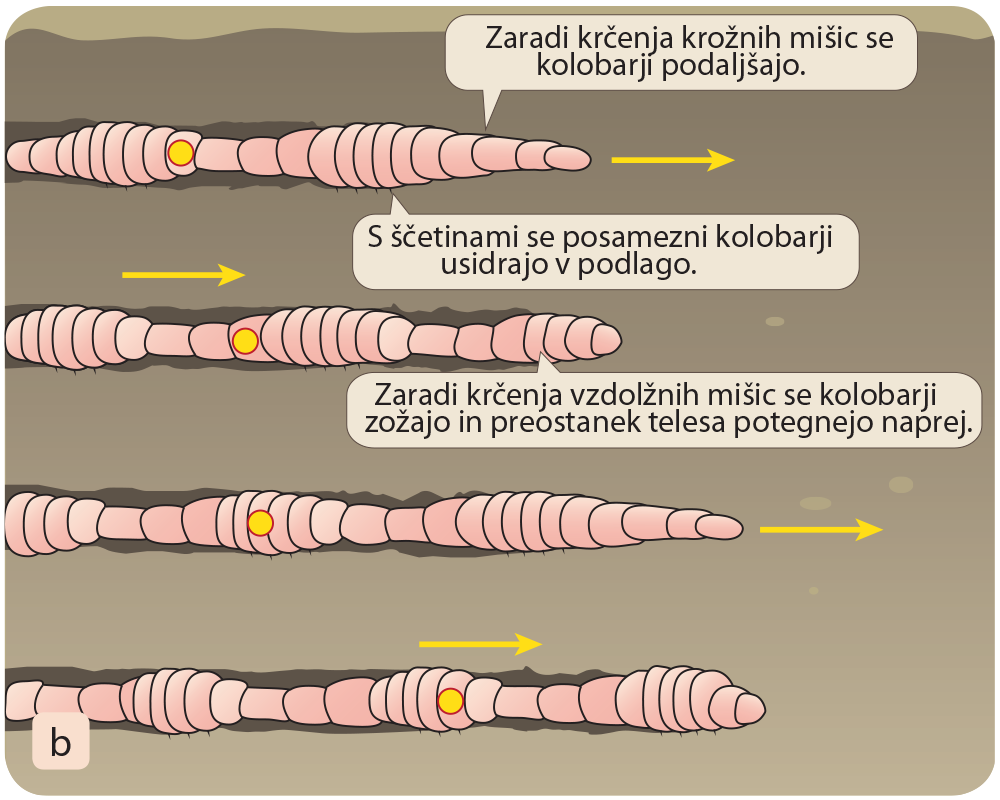 Zaradi krčenja krožnih mišic se
kolobarji podaljšajo.
S ščetinami se posamezni kolobarji
usidrajo v podlago.
Zaradi krčenja vzdolžnih mišic se kolobarji
zožajo in preostanek telesa potegnejo naprej.
b